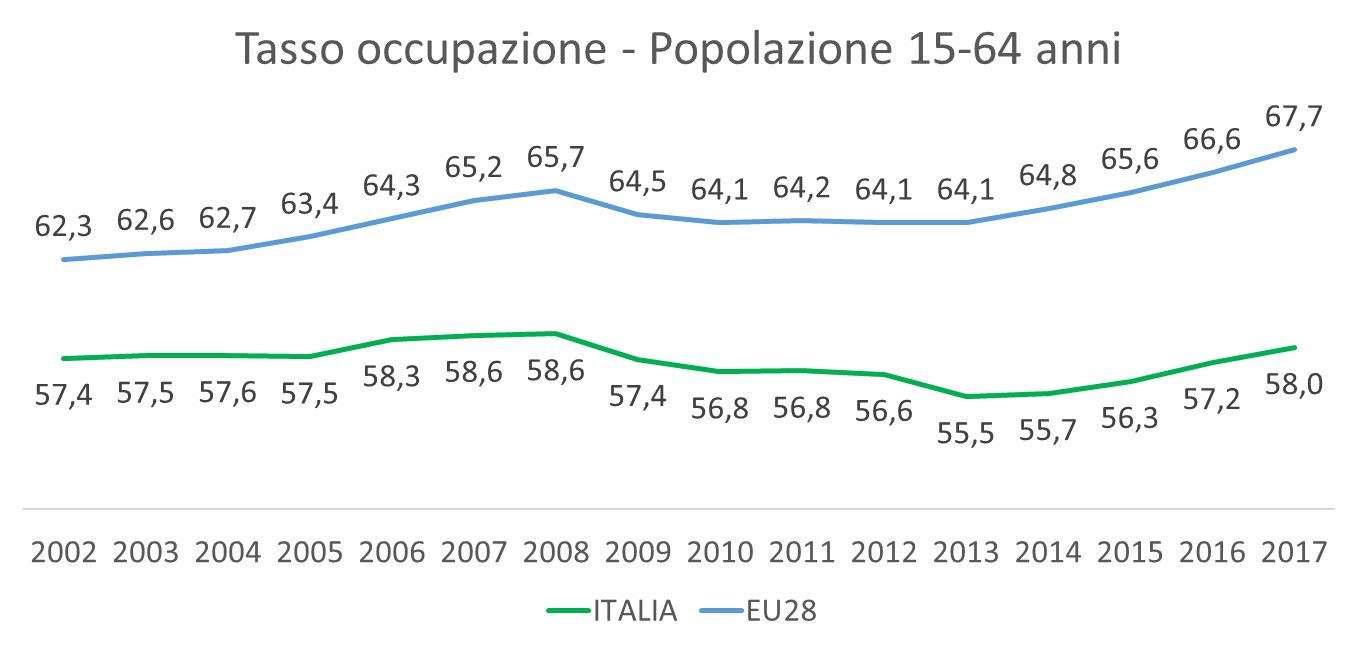 Tasso occupazione - Popolazione 15-64 anni
62,3 62,6 62,7 63,4 64,3 65,2 65,7 64,5 64,1 64,2 64,1 64,1 64,8 65,6 66,6 67,7
57,4 57,5 57,6 57,5 58,3 58,6 58,6 57,4 56,8 56,8 56,6 55,5 55,7 56,3 57,2 58,0
2002 2003 2004 2005 2006 2007 2008 2009 2010 2011 2012 2013 2014 2015 2016 2017
ITALIA EU28